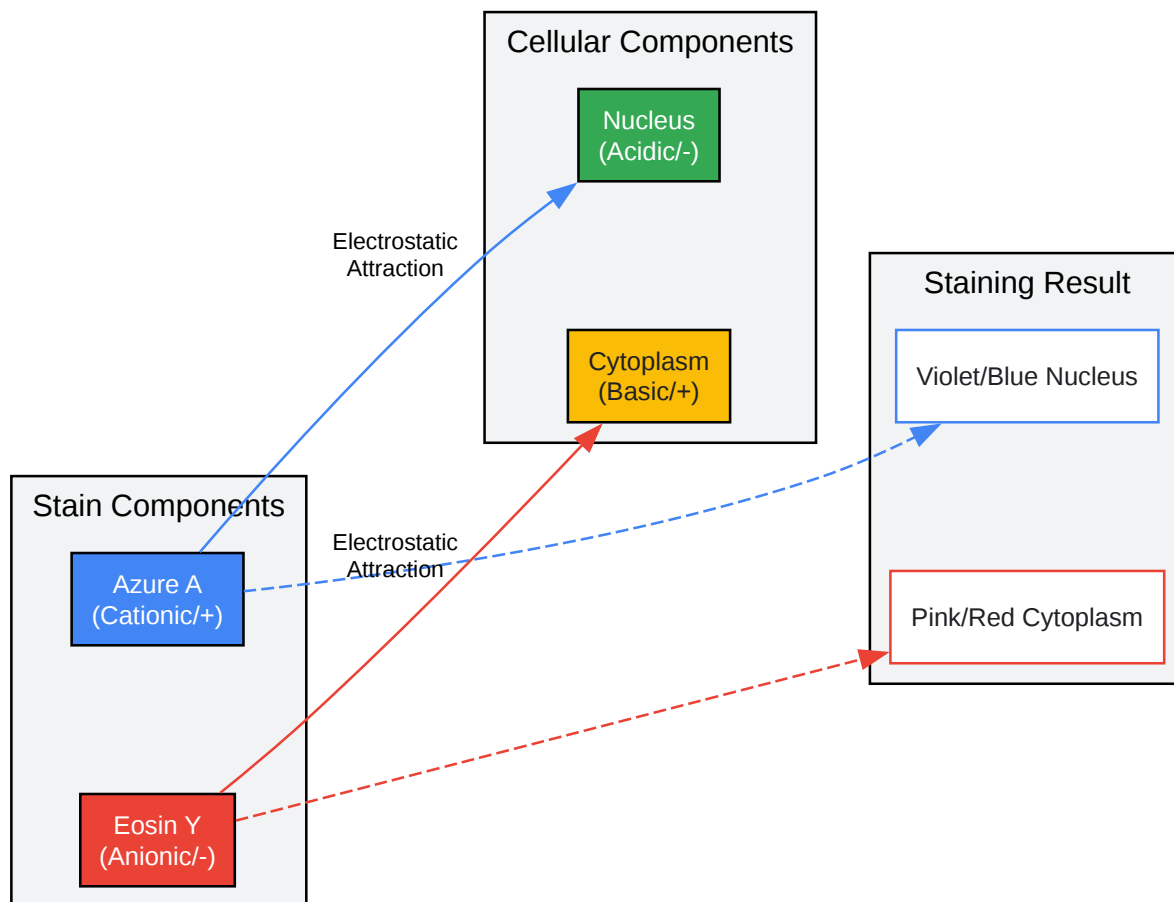 Cellular Components
Nucleus
(Acidic/-)
Electrostatic
Attraction
Staining Result
Cytoplasm
(Basic/+)
Violet/Blue Nucleus
Stain Components
Electrostatic
Attraction
Azure A
(Cationic/+)
Pink/Red Cytoplasm
Eosin Y
(Anionic/-)